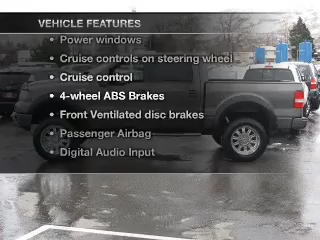 VEHICLE FEATURES
• Power windows
• Cruise controls on steering wheel
• Cruise control
• 4-wheel ABS Brakes
• Front Ventilated disc brakes
• Passenger Airbag
• Digital Audio Input